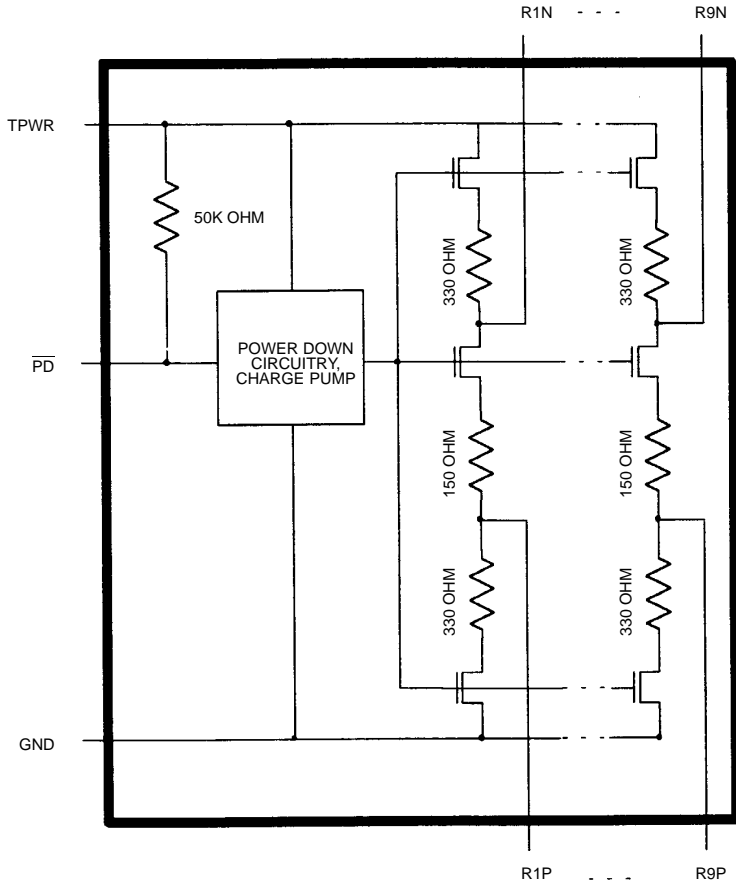 R1N - - - R9N
TPWR
50K OHM
330 OHM
330 OHM
PD
POWER DOWN
CIRCUITRY,
CHARGE PUMP
150 OHM
150 OHM
330 OHM
330 OHM
GND
R1P - - - R9P